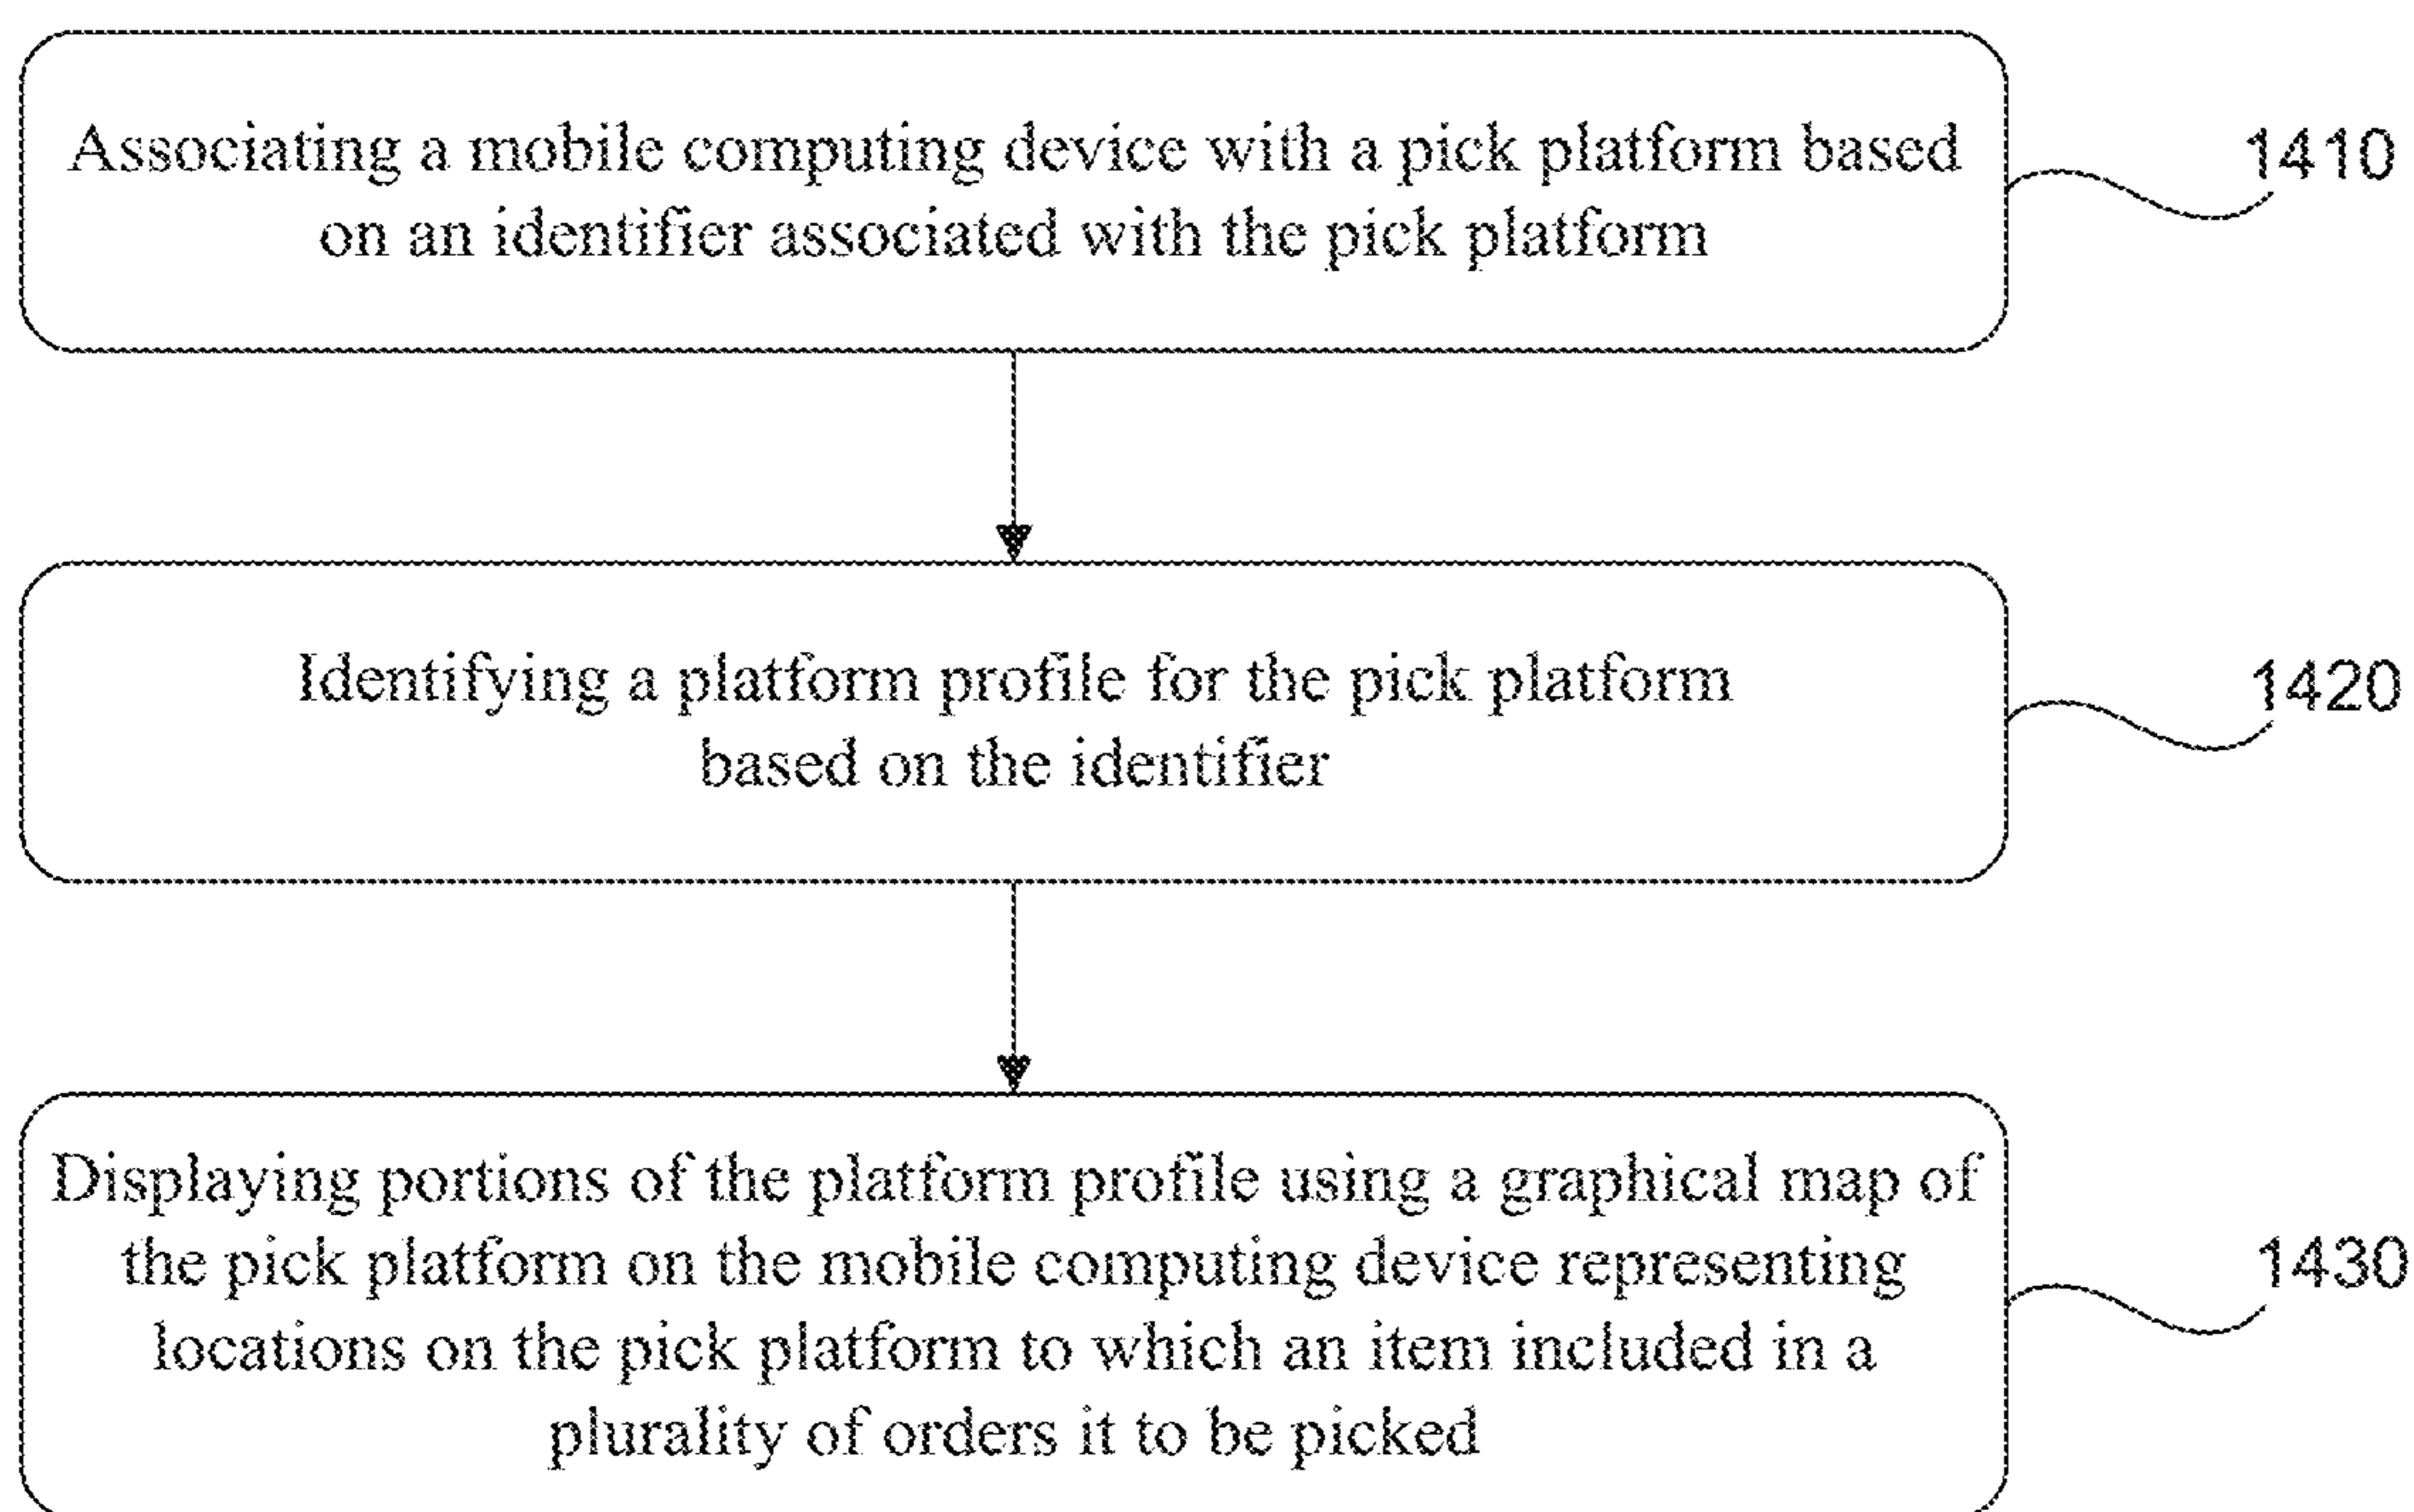 Associating a mobile computing device with a pick platform based
on an identifier associated with the pick platform
1410
Identifying a platform profile for the pick platform
based on the identifier
1420
Displaying portions of the platform profile using a graphical map of
the pick platform on the mobile computing device representing
locations on the pick platform to which an item included in a
plurality of orders it to be picked
1430